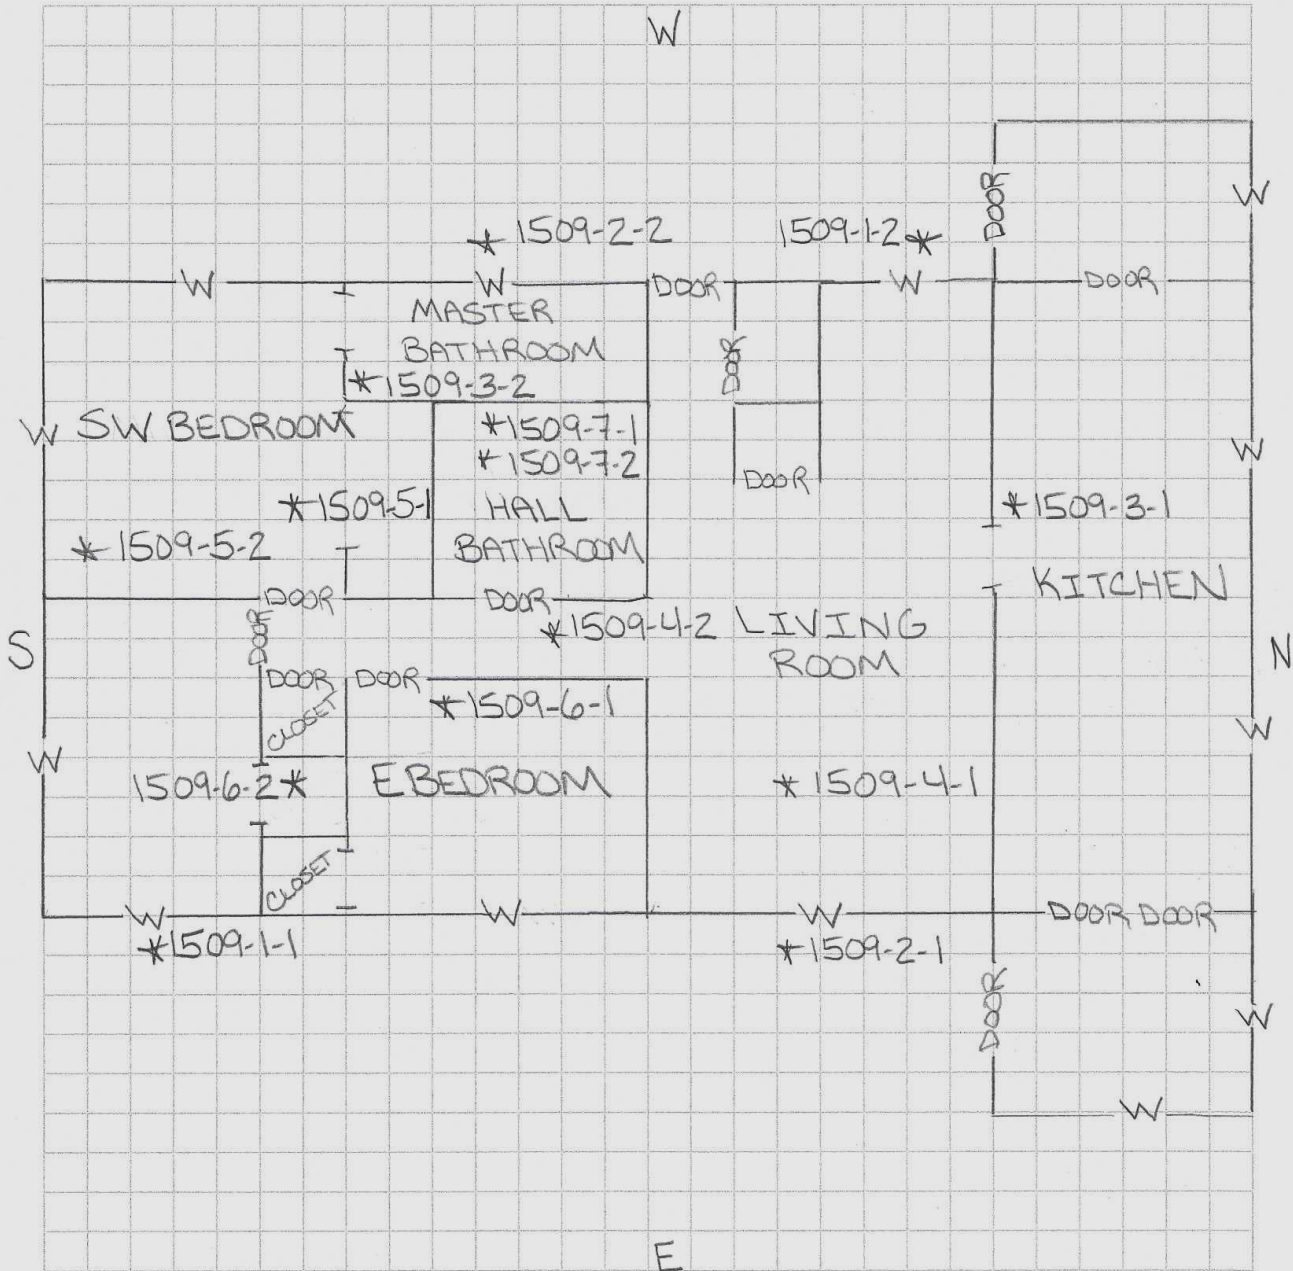 W
DOOR
W
* 1509-2-2
1509-1-2 *
W
W
DOOR
W
DOOR
MASTER
BATHROOM
DOOR
*1509-3-2
W SW BEDROOM
*1509-7-1
*1509-7-2
W
DOOR
*1509-5-1
HALL
BATHROOM
*1509-3-1
* 1509-5-2
KITCHEN
DOOR
DOOR
DOOR
*1509-4-2
LIVING
ROOM
S
N
DOOR
DOOR
*1509-6-1
CLOSET
W
W
1509-6-2*
E BEDROOM
* 1509-4-1
CLOSET
W
W
W
DOOR DOOR
*1509-1-1
*1509-2-1
DOOR
W
W
E